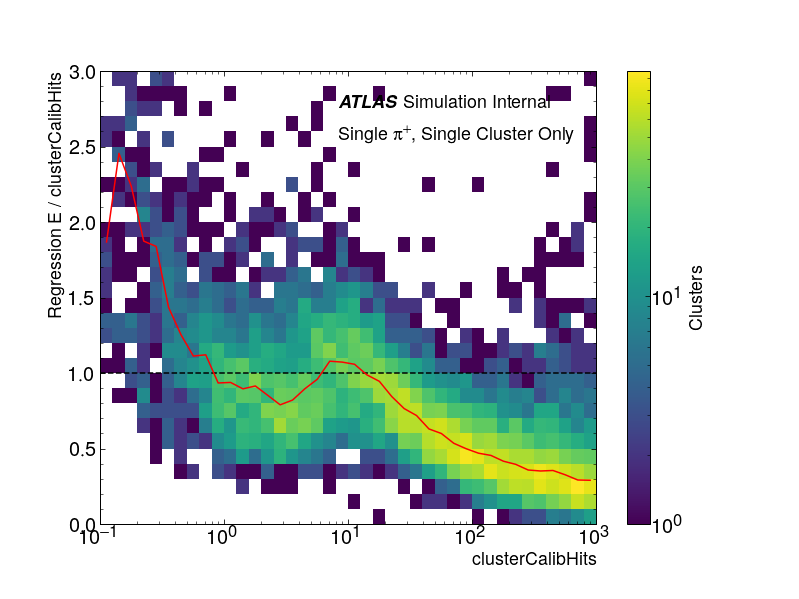 ATLAS Simulation Internal
Single π⁺, Single Cluster Only
Regression E / clusterCalibHits
3.0
2.5
2.0
1.5
1.0
0.5
0.0
10⁻¹
10⁰
10¹
10²
10³
clusterCalibHits
10¹
10⁰
Clusters